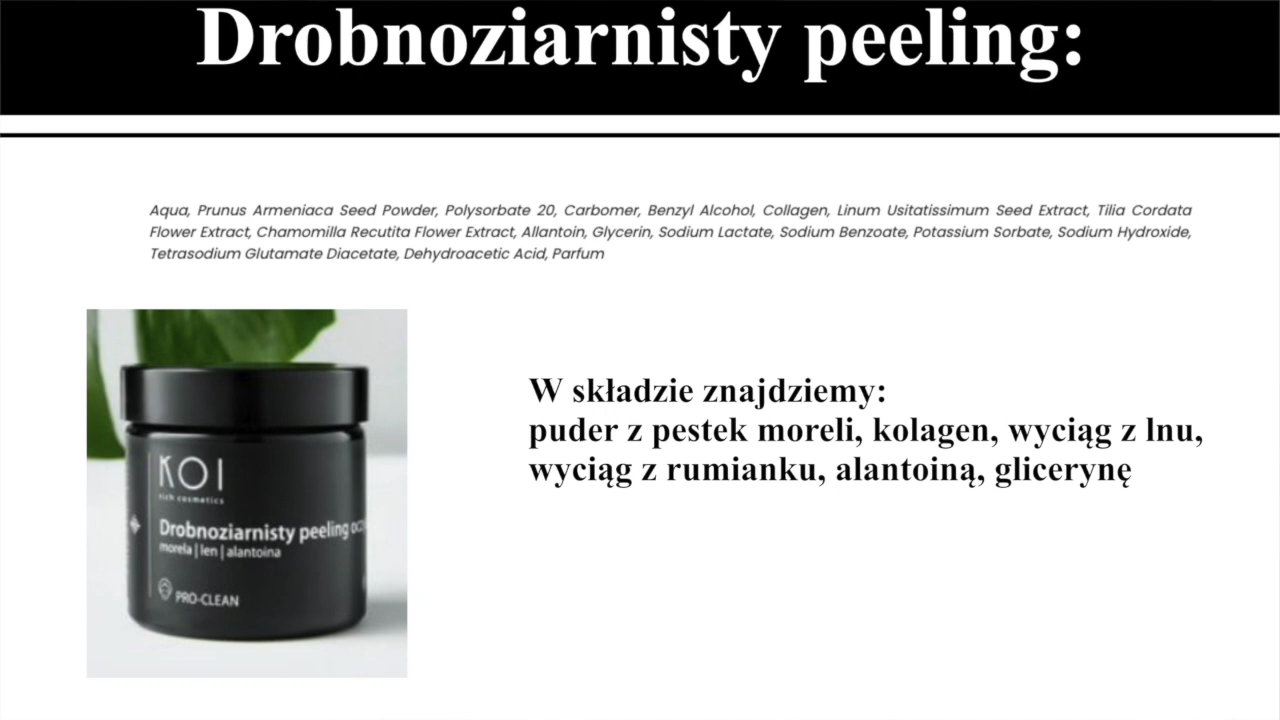 Drobnoziarnisty peeling:
Aqua, Prunus Armeniaca Seed Powder, Polysorbate 20, Carbomer, Benzyl Alcohol, Collagen, Linum Usitatissimum Seed Extract, Tilia Cordata
Flower Extract, Chamomilla Recutita Flower Extract, Allantoin, Glycerin, Sodium Lactate, Sodium Benzoate, Potassium Sorbate, Sodium Hydroxide,
Tetrasodium Glutamate Diacetate, Dehydroacetic Acid, Parfum
W składzie znajdziemy:
puder z pestek moreli, kolagen, wyciąg z lnu,
wyciąg z rumianku, alantoiną, glicerynę
KOI
rich cosmetics
Drobnoziarnisty peeling
morela | len | alantoina
PRO-CLEAN